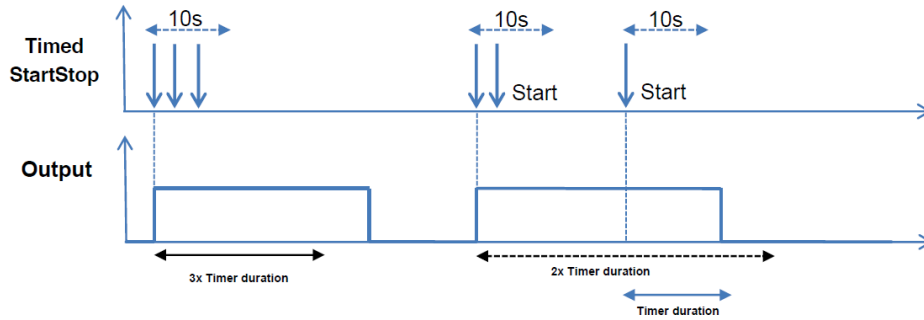 10s
10s
10s
Timed
StartStop
Start
Start
Output
3x Timer duration
2x Timer duration
Timer duration